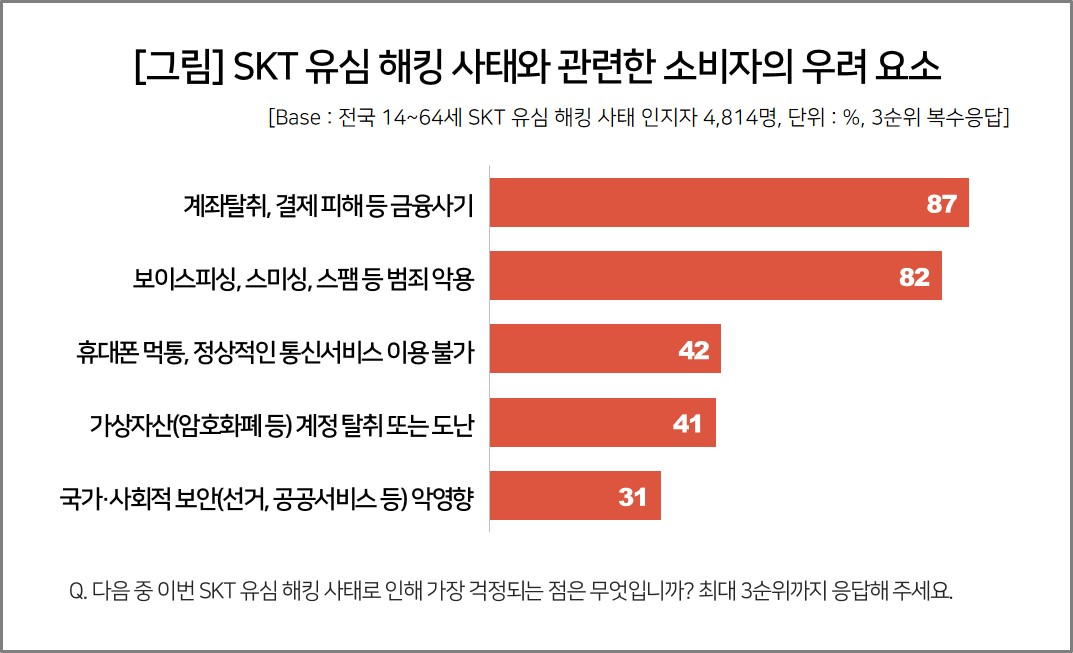 [그림] SKT 유심 해킹 사태와 관련한 소비자의 우려 요소
[Base : 전국 14~64세 SKT 유심 해킹 사태 인지자 4,814명, 단위 : %, 3순위 복수응답]
계좌탈취, 결제 피해 등 금융사기 87
보이스피싱, 스미싱, 스팸 등 범죄 악용 82
휴대폰 먹통, 정상적인 통신서비스 이용 불가 42
가상자산(암호화폐 등) 계정 탈취 또는 도난 41
국가·사회적 보안(선거, 공공서비스 등) 악영향 31
Q. 다음 중 이번 SKT 유심 해킹 사태로 인해 가장 걱정되는 점은 무엇입니까? 최대 3순위까지 응답해 주세요.